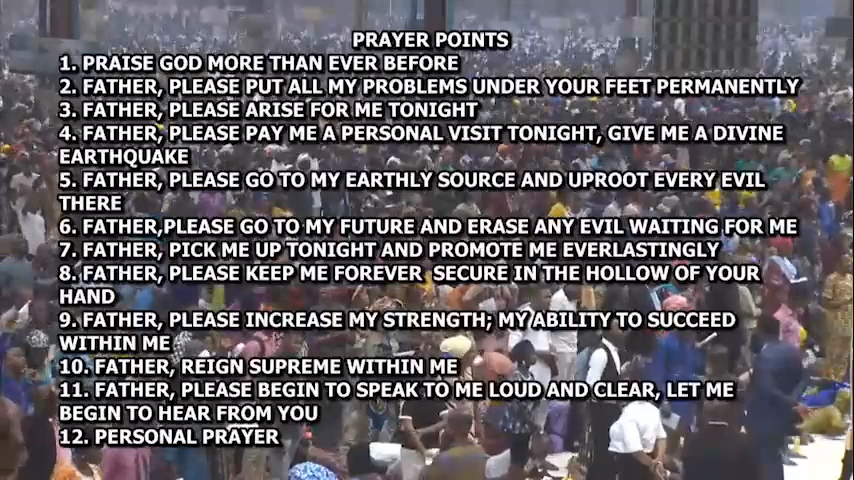 PRAYER POINTS
1. PRAISE GOD MORE THAN EVER BEFORE
2. FATHER, PLEASE PUT ALL MY PROBLEMS UNDER YOUR FEET PERMANENTLY
3. FATHER, PLEASE ARISE FOR ME TONIGHT
4. FATHER, PLEASE PAY ME A PERSONAL VISIT TONIGHT, GIVE ME A DIVINE
EARTHQUAKE
5. FATHER, PLEASE GO TO MY EARTHLY SOURCE AND UPROOT EVERY EVIL
THERE
6. FATHER,PLEASE GO TO MY FUTURE AND ERASE ANY EVIL WAITING FOR ME
7. FATHER, PICK ME UP TONIGHT AND PROMOTE ME EVERLASTINGLY
8. FATHER, PLEASE KEEP ME FOREVER  SECURE IN THE HOLLOW OF YOUR
HAND
9. FATHER, PLEASE INCREASE MY STRENGTH; MY ABILITY TO SUCCEED
WITHIN ME
10. FATHER, REIGN SUPREME WITHIN ME
11. FATHER, PLEASE BEGIN TO SPEAK TO ME LOUD AND CLEAR, LET ME
BEGIN TO HEAR FROM YOU
12. PERSONAL PRAYER